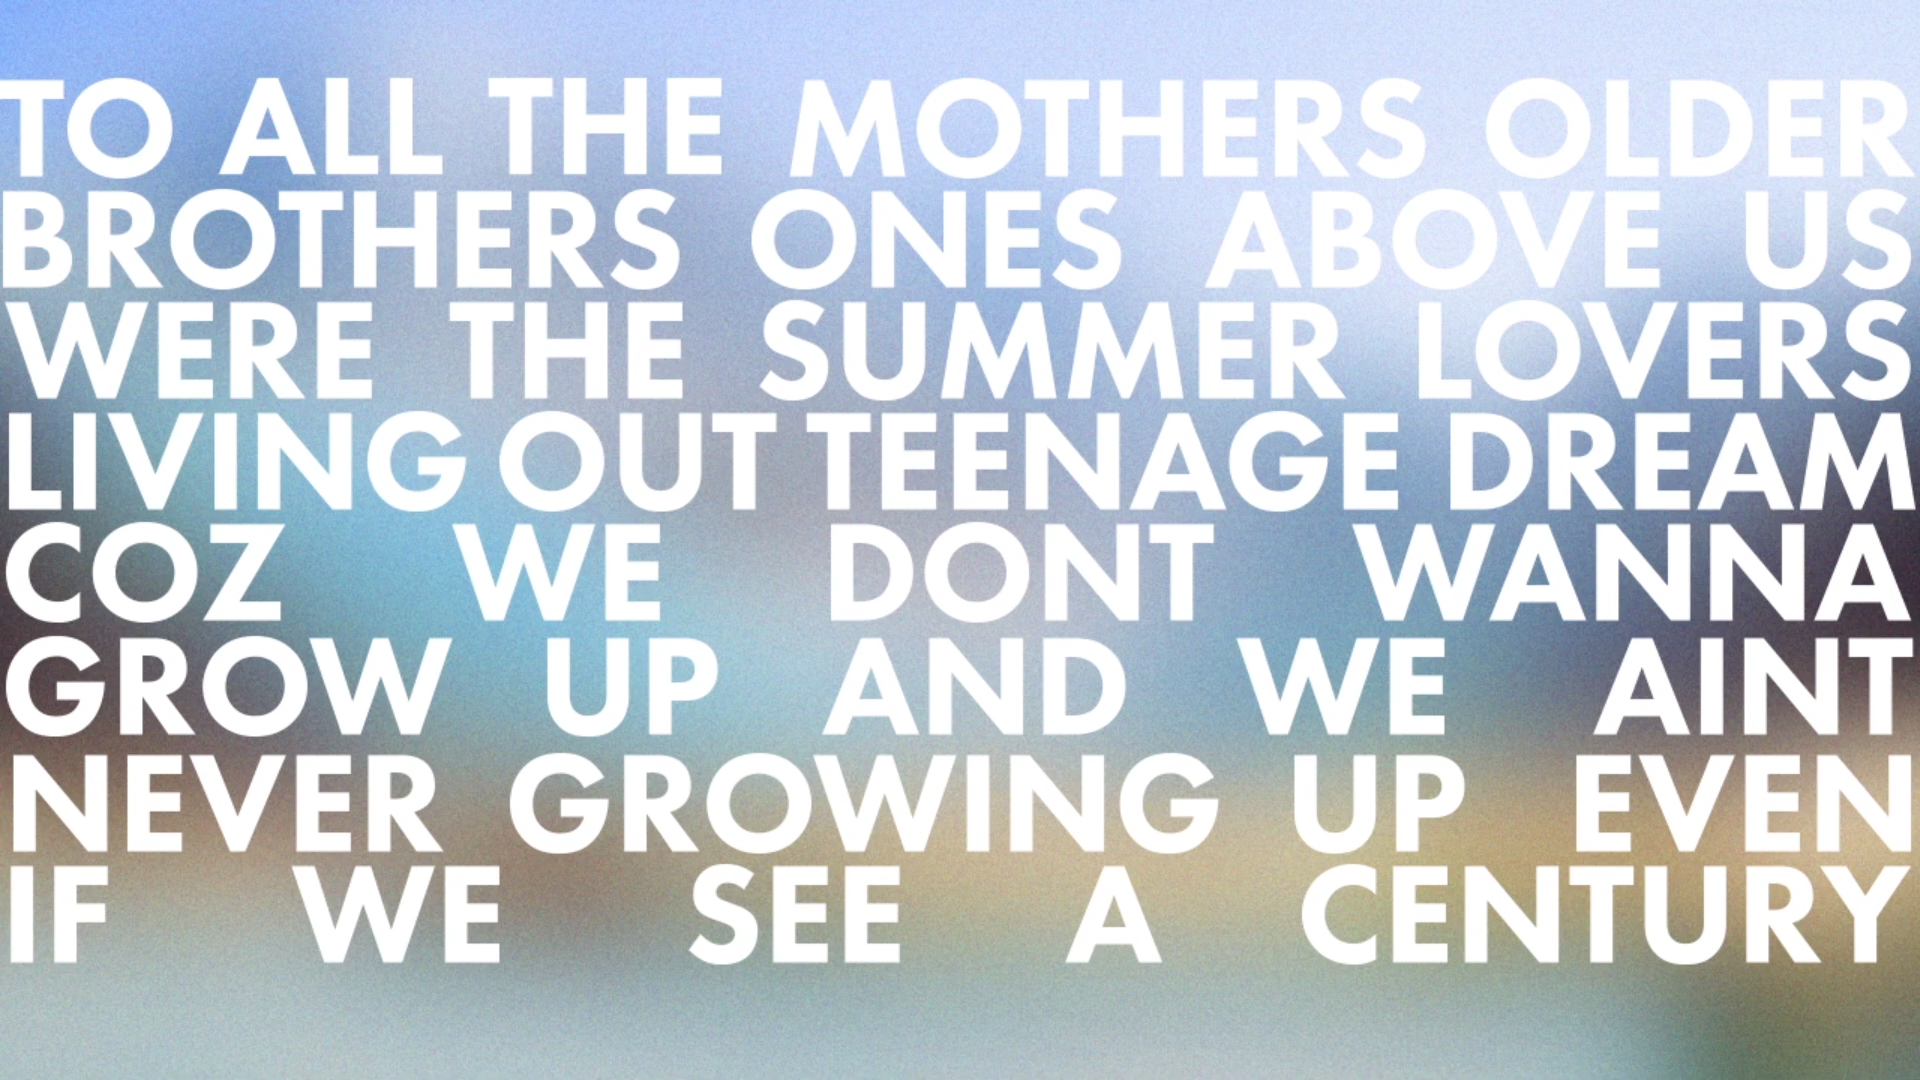 TO ALL THE MOTHERS OLDER
BROTHERS ONES ABOVE US
WERE THE SUMMER LOVERS
LIVING OUT TEENAGE DREAM
COZ WE DONT WANNA
GROW UP AND WE AINT
NEVER GROWING UP EVEN
IF WE SEE A CENTURY